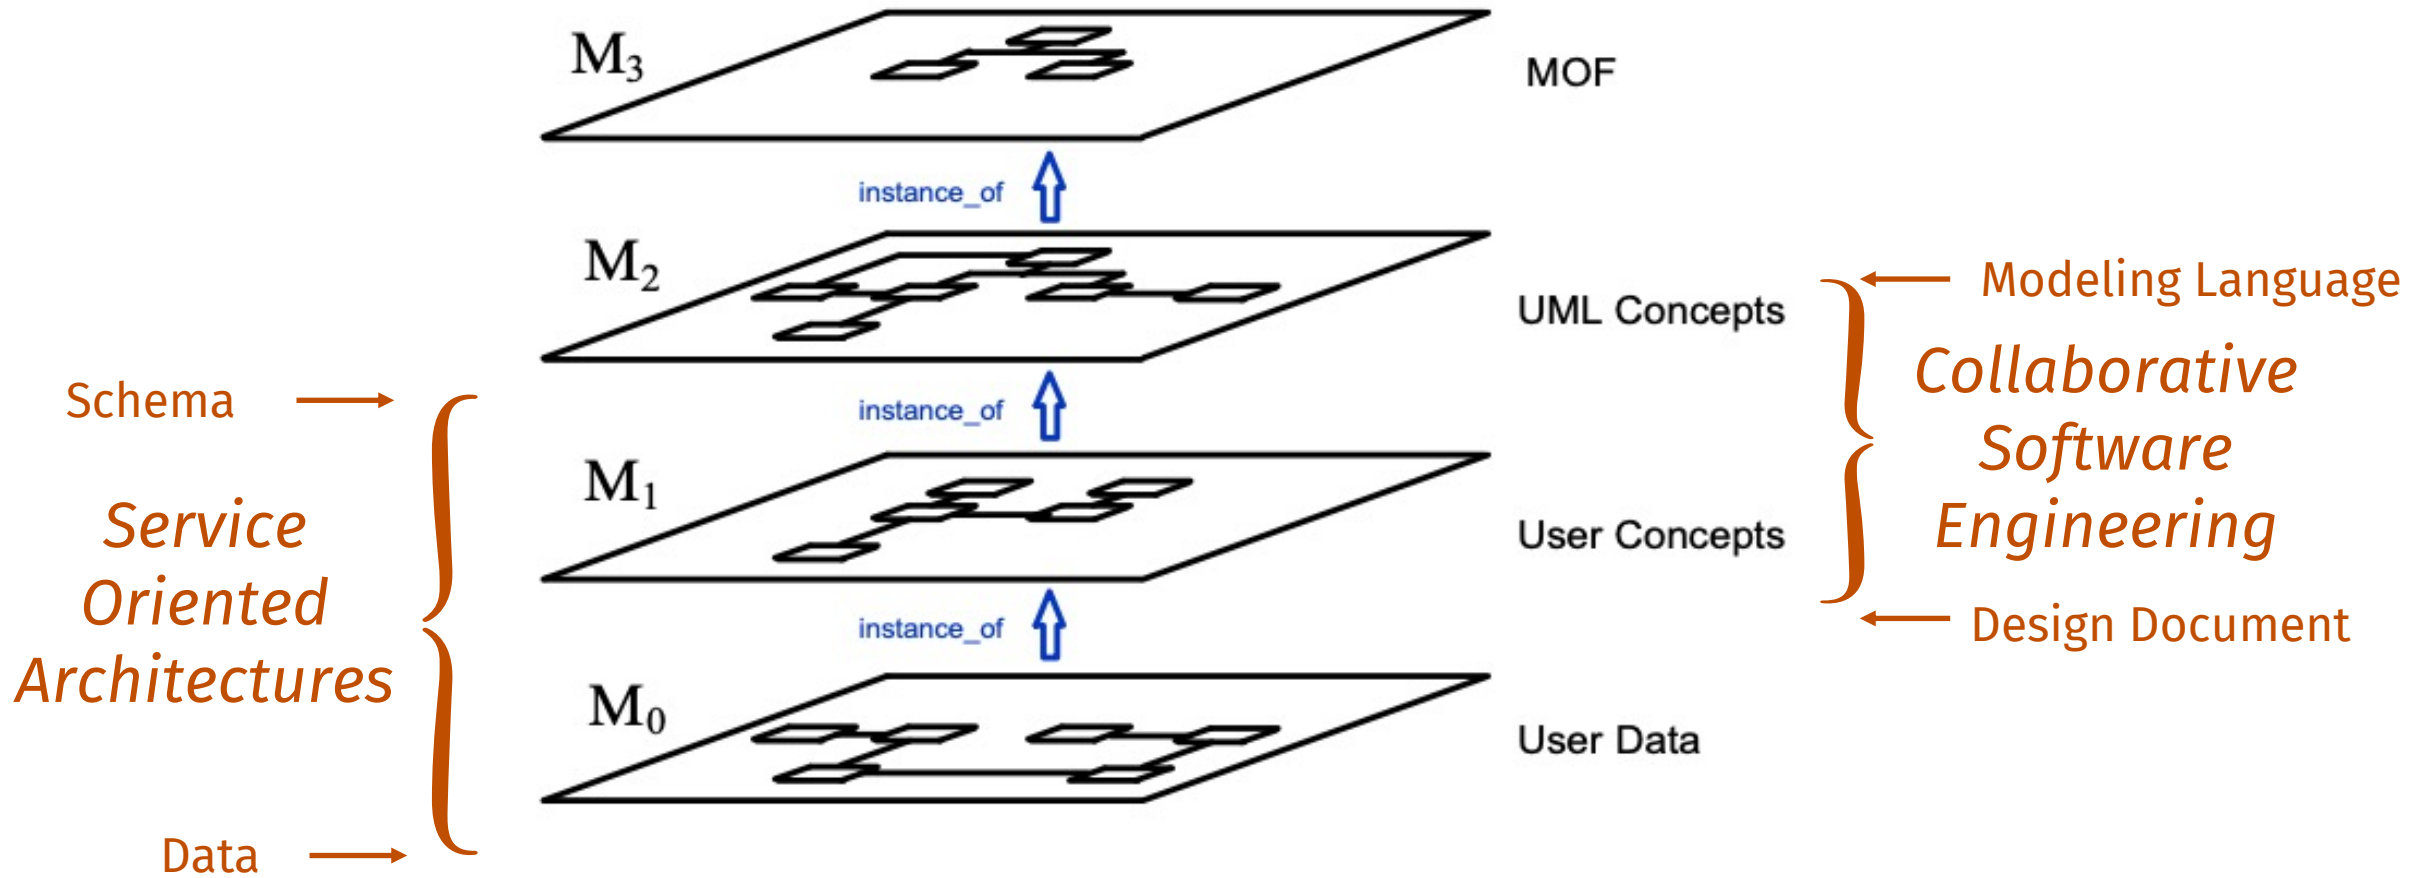 M3
MOF
instance_of
M2
UML Concepts
Modeling Language
Collaborative
Software
Engineering
Schema
instance_of
M1
User Concepts
Service
Oriented
Architectures
instance_of
Design Document
M0
User Data
Data